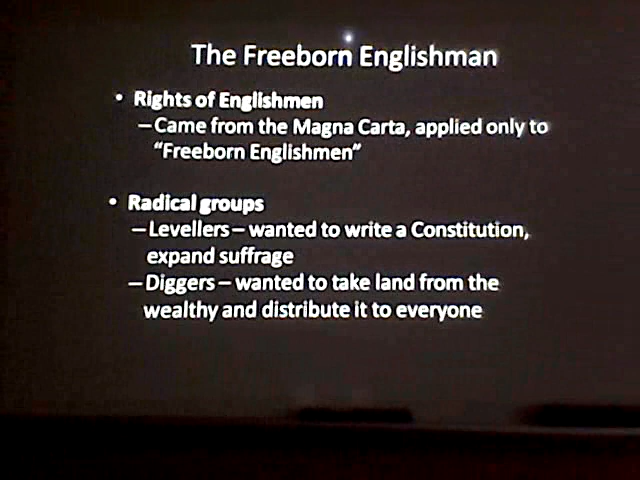 The Freeborn Englishman
• Rights of Englishmen
– Came from the Magna Carta, applied only to
“Freeborn Englishmen”
• Radical groups
– Levellers – wanted to write a Constitution,
expand suffrage
– Diggers – wanted to take land from the
wealthy and distribute it to everyone